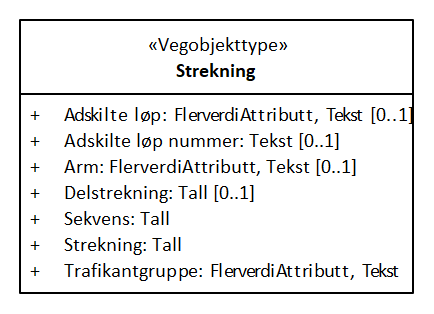 «Vegobjekttype»
Strekning
+ Adskilte løp: FlerverdiAttributt, Tekst [0..1]
+ Adskilte løp nummer: Tekst [0..1]
+ Arm: FlerverdiAttributt, Tekst [0..1]
+ Delstrekning: Tall [0..1]
+ Sekvens: Tall
+ Strekning: Tall
+ Trafikantgruppe: FlerverdiAttributt, Tekst